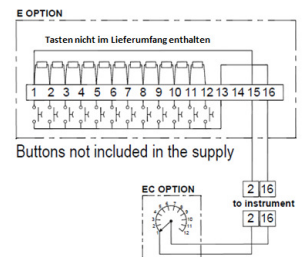 E OPTION
Tasten nicht im Lieferumfang enthalten
1 2 3 4 5 6 7 8 9 10 11 12 13 14 15 16
Buttons not included in the supply
2 16
EC OPTION
to instrument
2 16